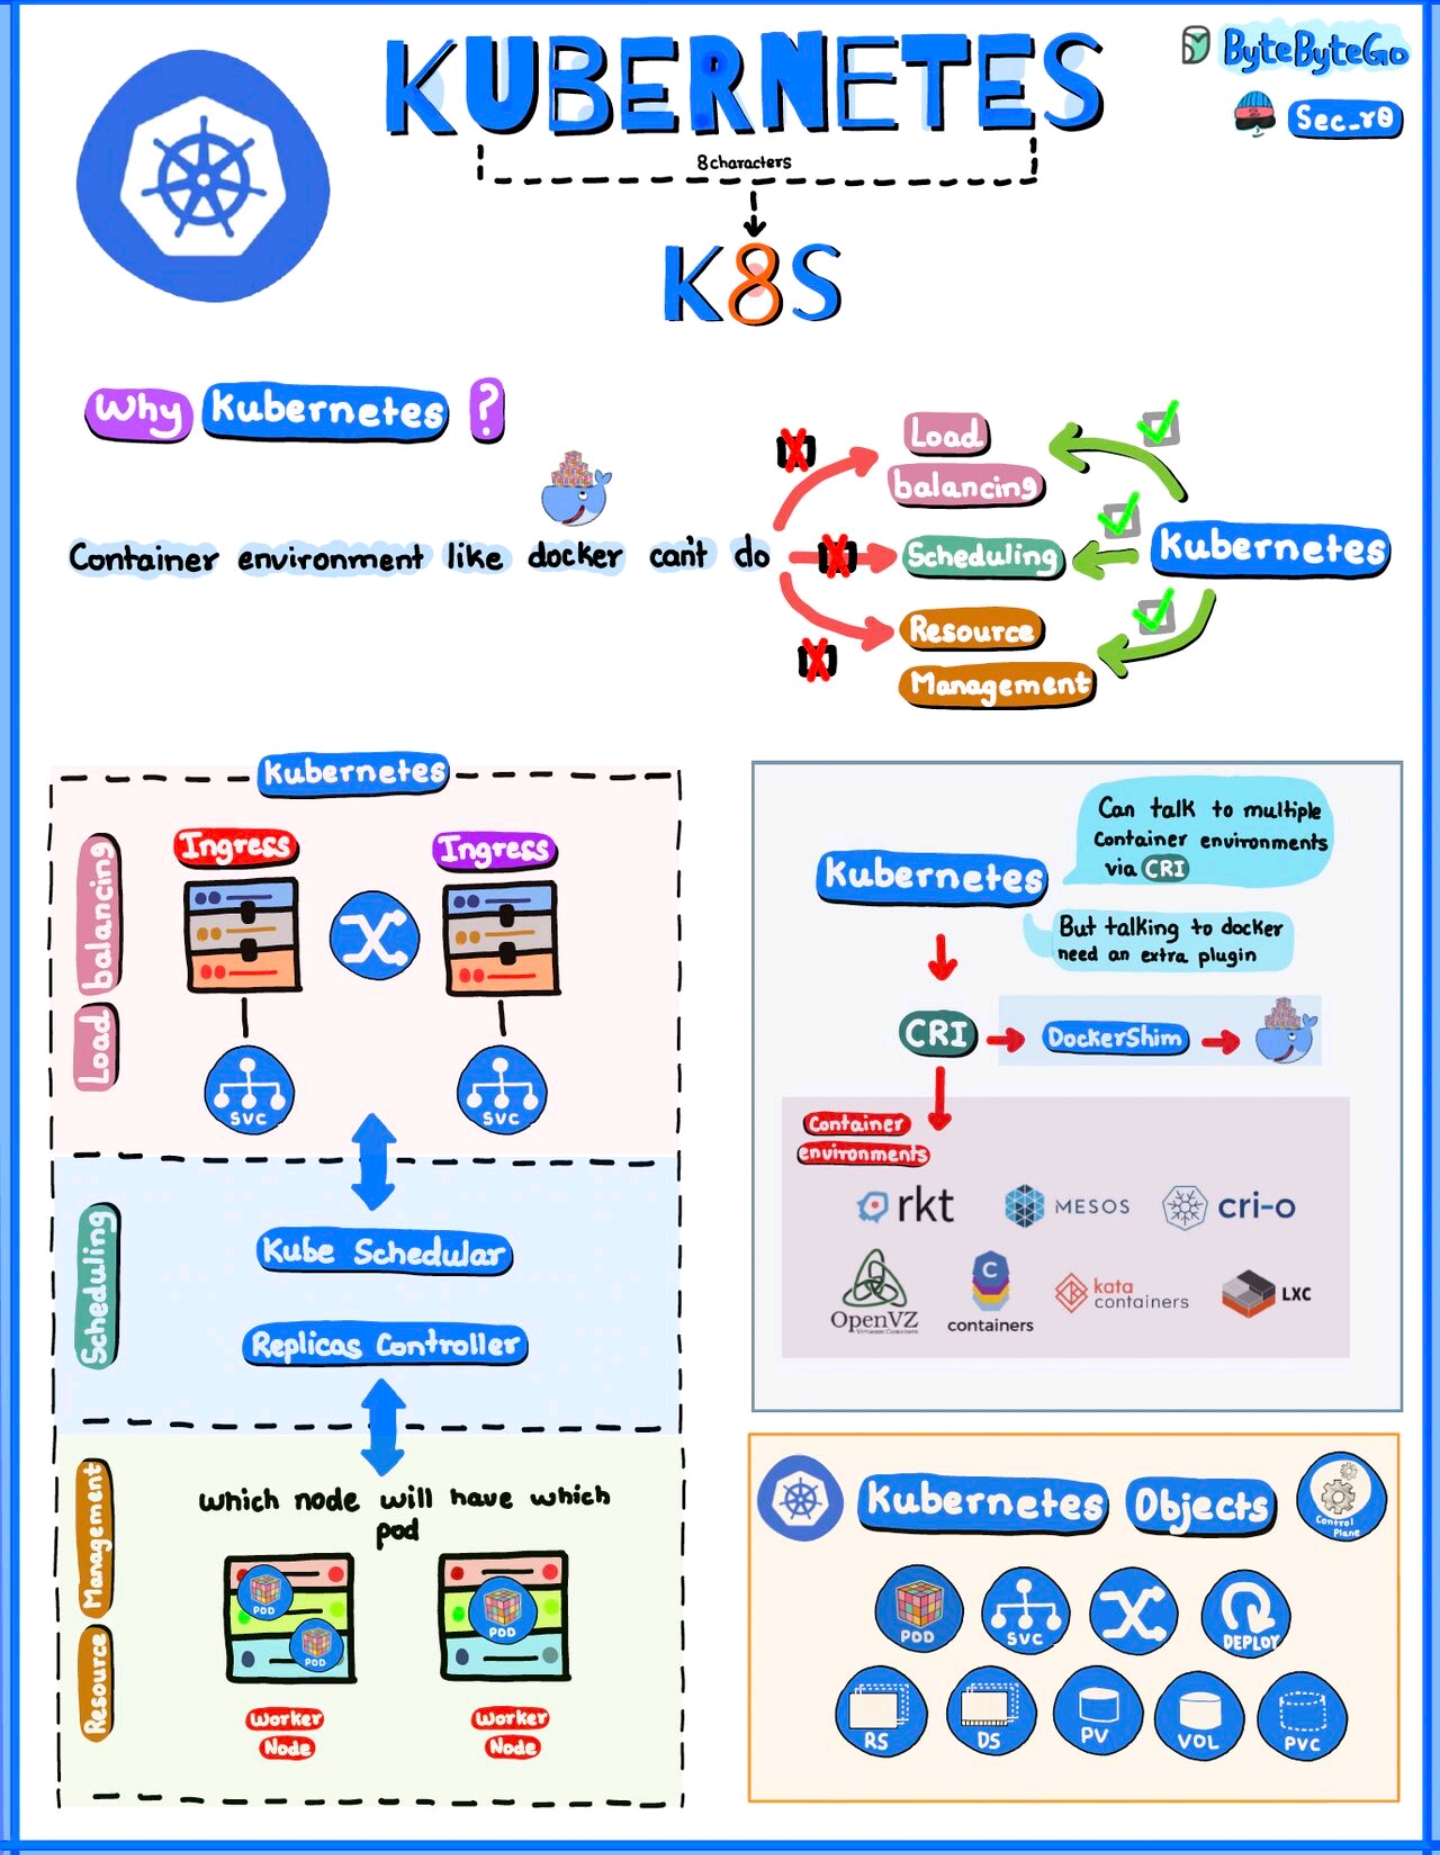 KUBERNETES
ByteByteGo
Sec_r0
8 characters
K8S
Why Kubernetes ?
Container environment like docker can't do
Load
balancing
Scheduling
Resource
Management
Kubernetes
Kubernetes
Load balancing
Ingress
Ingress
SVC
SVC
Scheduling
Kube Schedular
Replicas Controller
Resource Management
which node will have which
pod
POD
POD
POD
Worker
Node
Worker
Node
Kubernetes
Can talk to multiple
Container environments
via CRI
But talking to docker
need an extra plugin
CRI
DockerShim
Container
environments
rkt
MESOS
cri-o
OpenVZ
C
containers
kata
containers
LXC
Kubernetes Objects
Control
Plane
POD
SVC
DEPLOY
RS
DS
PV
VOL
PVC